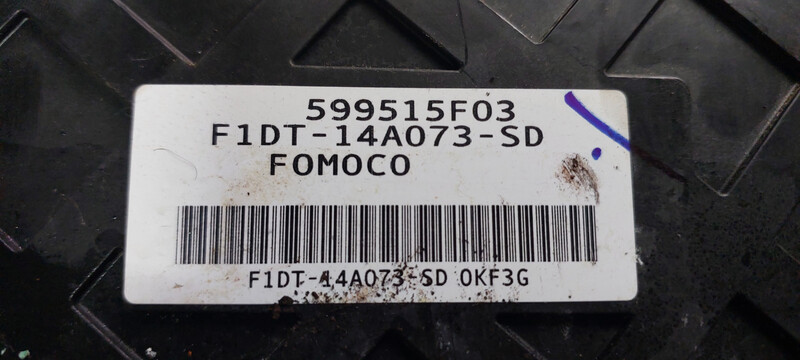 599515F03
F1DT-14A073-SD
FOMOCO
F1DT-14A073-SD 0KF3G